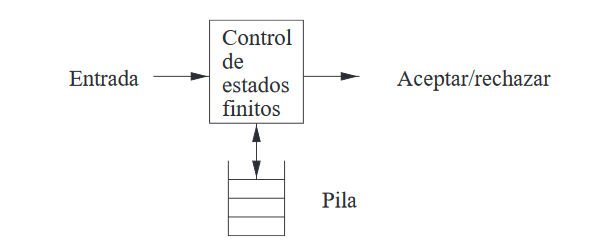 Control
de
Entrada
estados
Aceptar/rechazar
finitos
Pila